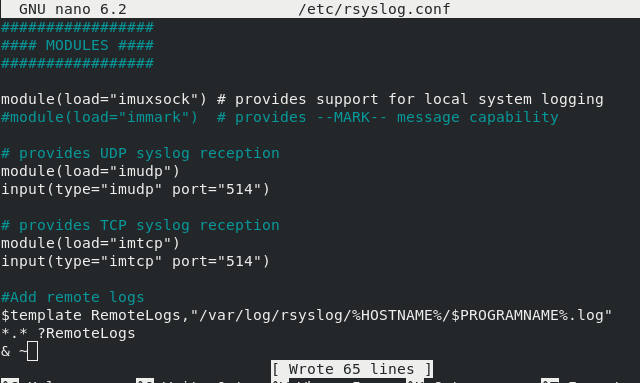 GNU nano 6.2 /etc/rsyslog.conf
#################
#### MODULES ####
#################
module(load="imuxsock") # provides support for local system logging
#module(load="immark")  # provides --MARK-- message capability
# provides UDP syslog reception
module(load="imudp")
input(type="imudp" port="514")
# provides TCP syslog reception
module(load="imtcp")
input(type="imtcp" port="514")
#Add remote logs
$template RemoteLogs,"/var/log/rsyslog/%HOSTNAME%/$PROGRAMNAME%.log"
*.* ?RemoteLogs
& ~
[ Wrote 65 lines ]